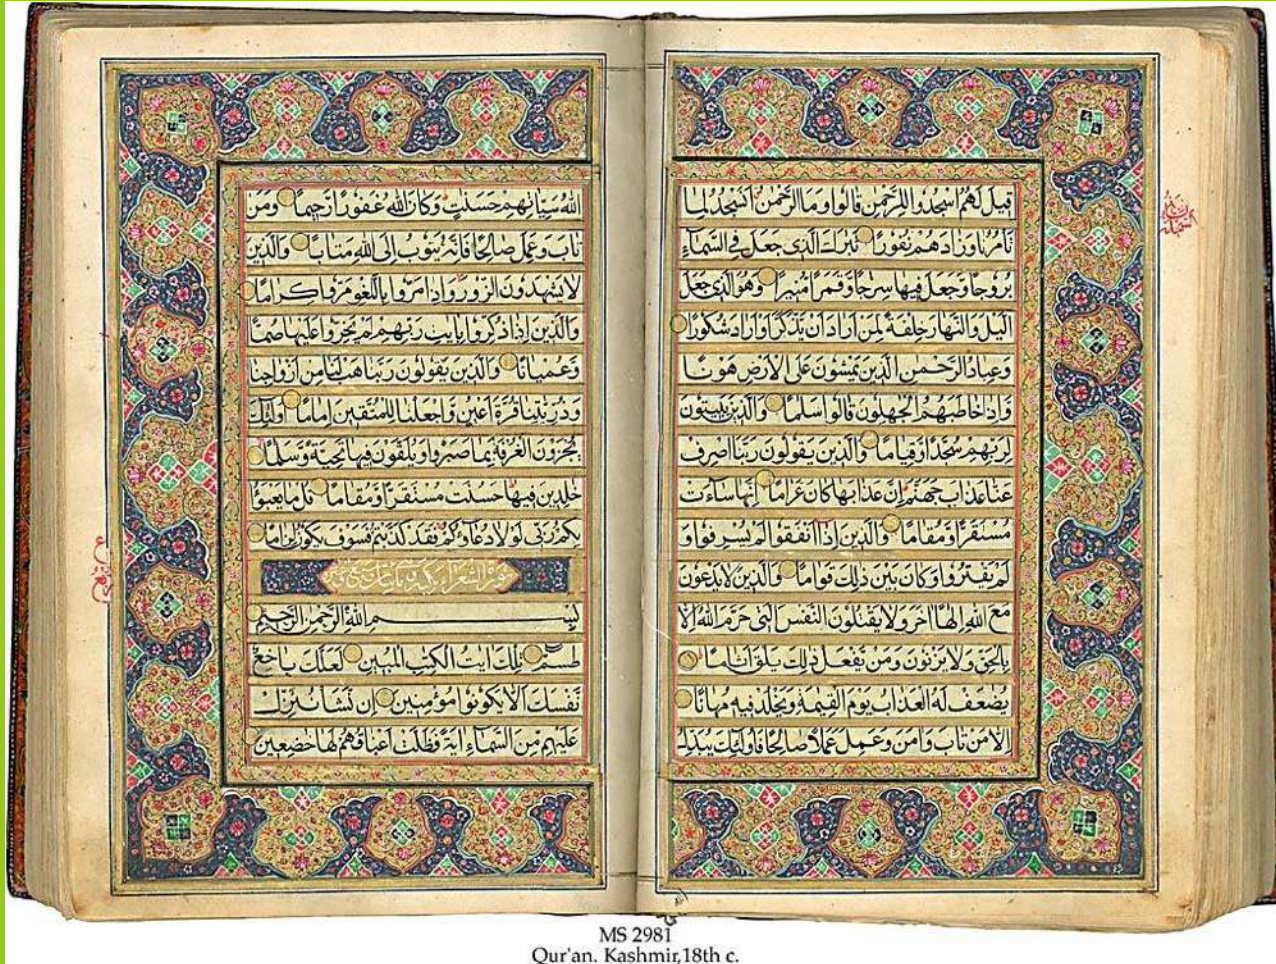 قيل لهم اسجدوا للرحمن قالوا وما الرحمن انسجد لما
تأمرنا وزادهم نفورا تبرك الذي جعل في السماء
بروجا وجعل فيها سرجا وقمرا منيرا وهو الذي جعل
اليل والنهار خلفة لمن اراد ان يذكر او اراد شكورا
وعباد الرحمن الذين يمشون على الارض هونا
واذا خاطبهم الجهلون قالوا سلما والذين يبيتون
لربهم سجدا وقياما والذين يقولون ربنا اصرف
عنا عذاب جهنم ان عذابها كان غراما انها ساءت
مستقرا ومقاما والذين اذا انفقوا لم يسرفوا و
لم يقتروا وكان بين ذلك قواما والذين لا يدعون
مع الله الها اخر ولا يقتلون النفس التي حرم الله الا
بالحق ولا يزنون ومن يفعل ذلك يلق اثاما
يضعف له العذاب يوم القيمة ويخلد فيه مهانا
الا من تاب وامن وعمل عملا صالحا فاولئك يبدل
الله سياتهم حسنت وكان الله غفورا رحيما ومن
تاب وعمل صالحا فانه يتوب الى الله متابا والذين
لا يشهدون الزور واذا مروا باللغو مروا كراما
والذين اذا ذكروا بايت ربهم لم يخروا عليها صما
وعميانا والذين يقولون ربنا هب لنا من ازواجنا
وذريتنا قرة اعين واجعلنا للمتقين اماما اولئك
يجزون الغرفة بما صبروا ويلقون فيها تحية وسلما
خلدين فيها حسنت مستقرا ومقاما قل ما يعبؤا
بكم ربي لولا دعاؤكم فقد كذبتم فسوف يكون لزاما
سورة الشعراء
بسم الله الرحمن الرحيم
طسم تلك ايت الكتب المبين لعلك باخع
نفسك الا يكونوا مؤمنين ان نشا ننزل
عليهم من السماء اية فظلت اعناقهم لها خضعين
MS 2981
Qur'an. Kashmir,18th c.